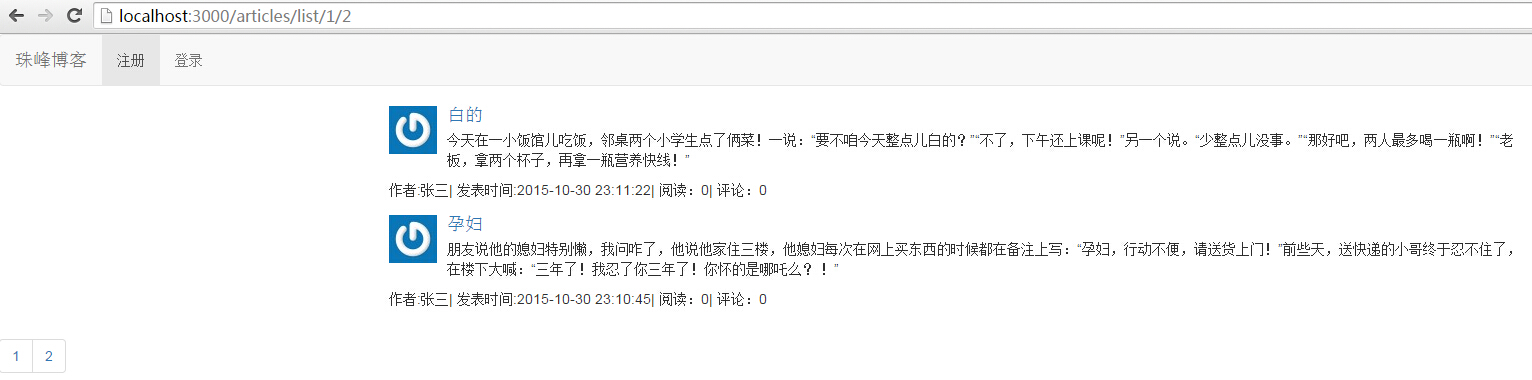 localhost:3000/articles/list/1/2
珠峰博客 注册 登录
白的
今天在一小饭馆儿吃饭，邻桌两个小学生点了俩菜！一说：“要不咱今天整点儿白的？”“不了，下午还上课呢！”另一个说。“少整点儿没事。”“那好吧，两人最多喝一瓶啊！”“老
板，拿两个杯子，再拿一瓶营养快线！”
作者:张三| 发表时间:2015-10-30 23:11:22| 阅读：0| 评论：0
孕妇
朋友说他的媳妇特别懒，我问咋了，他说他家住三楼，他媳妇每次在网上买东西的时候都在备注上写：“孕妇，行动不便，请送货上门！”前些天，送快递的小哥终于忍不住了，
在楼下大喊：“三年了！我忍了你三年了！你怀的是哪吒么？！”
作者:张三| 发表时间:2015-10-30 23:10:45| 阅读：0| 评论：0
1 2